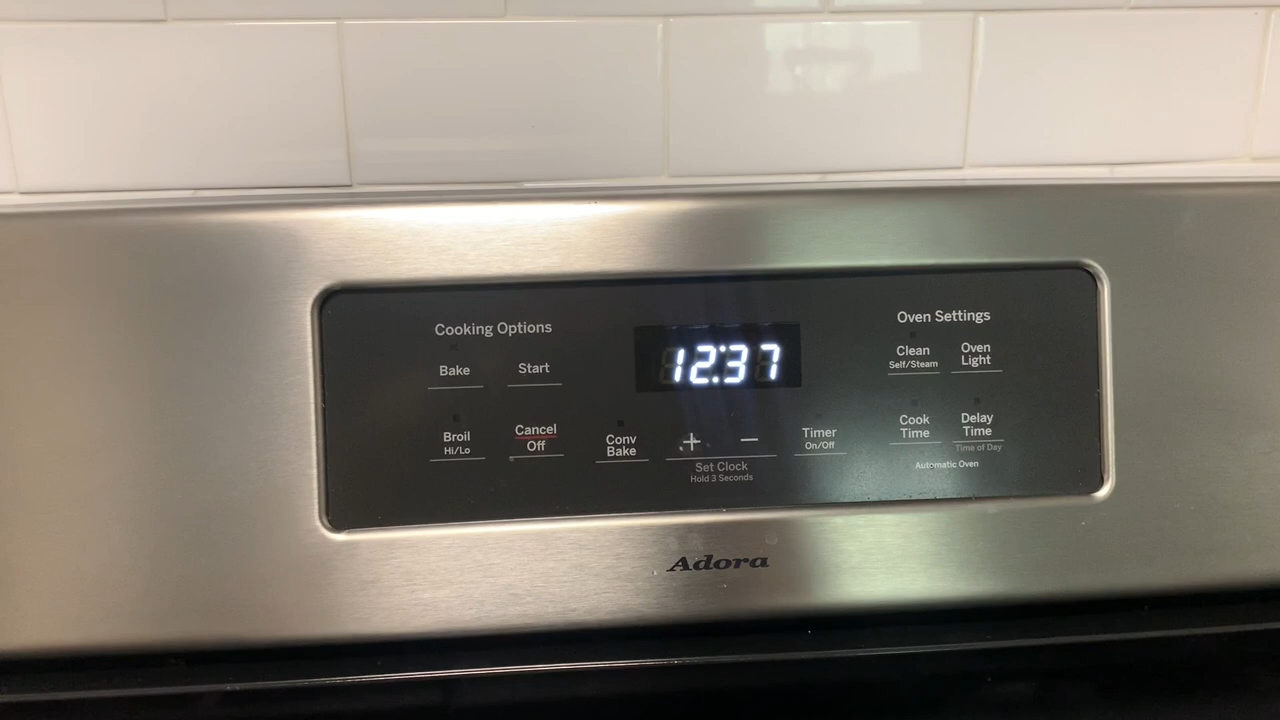 Cooking Options
Bake
Start
Broil
Hi/Lo
Cancel
Off
Conv
Bake
12:37
+ −
Set Clock
Hold 3 Seconds
Timer
On/Off
Oven Settings
Clean
Self/Steam
Oven
Light
Cook
Time
Delay
Time
Time of Day
Automatic Oven
Adora